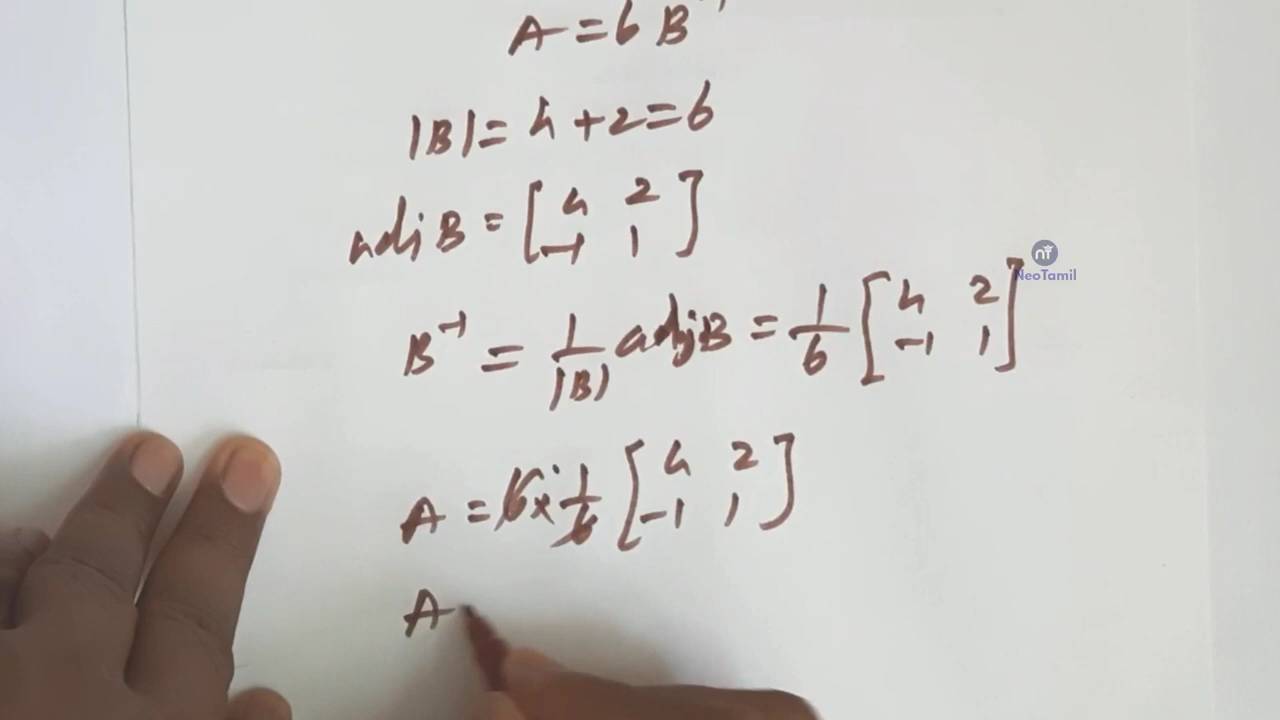 A = 6 B⁻¹
|B| = 4 + 2 = 6
adj B = [4 2
-1 1]
B⁻¹ = 1/|B| adj B = 1/6 [4 2
-1 1]
NeoTamil
A = 6 × 1/6 [4 2
-1 1]
A